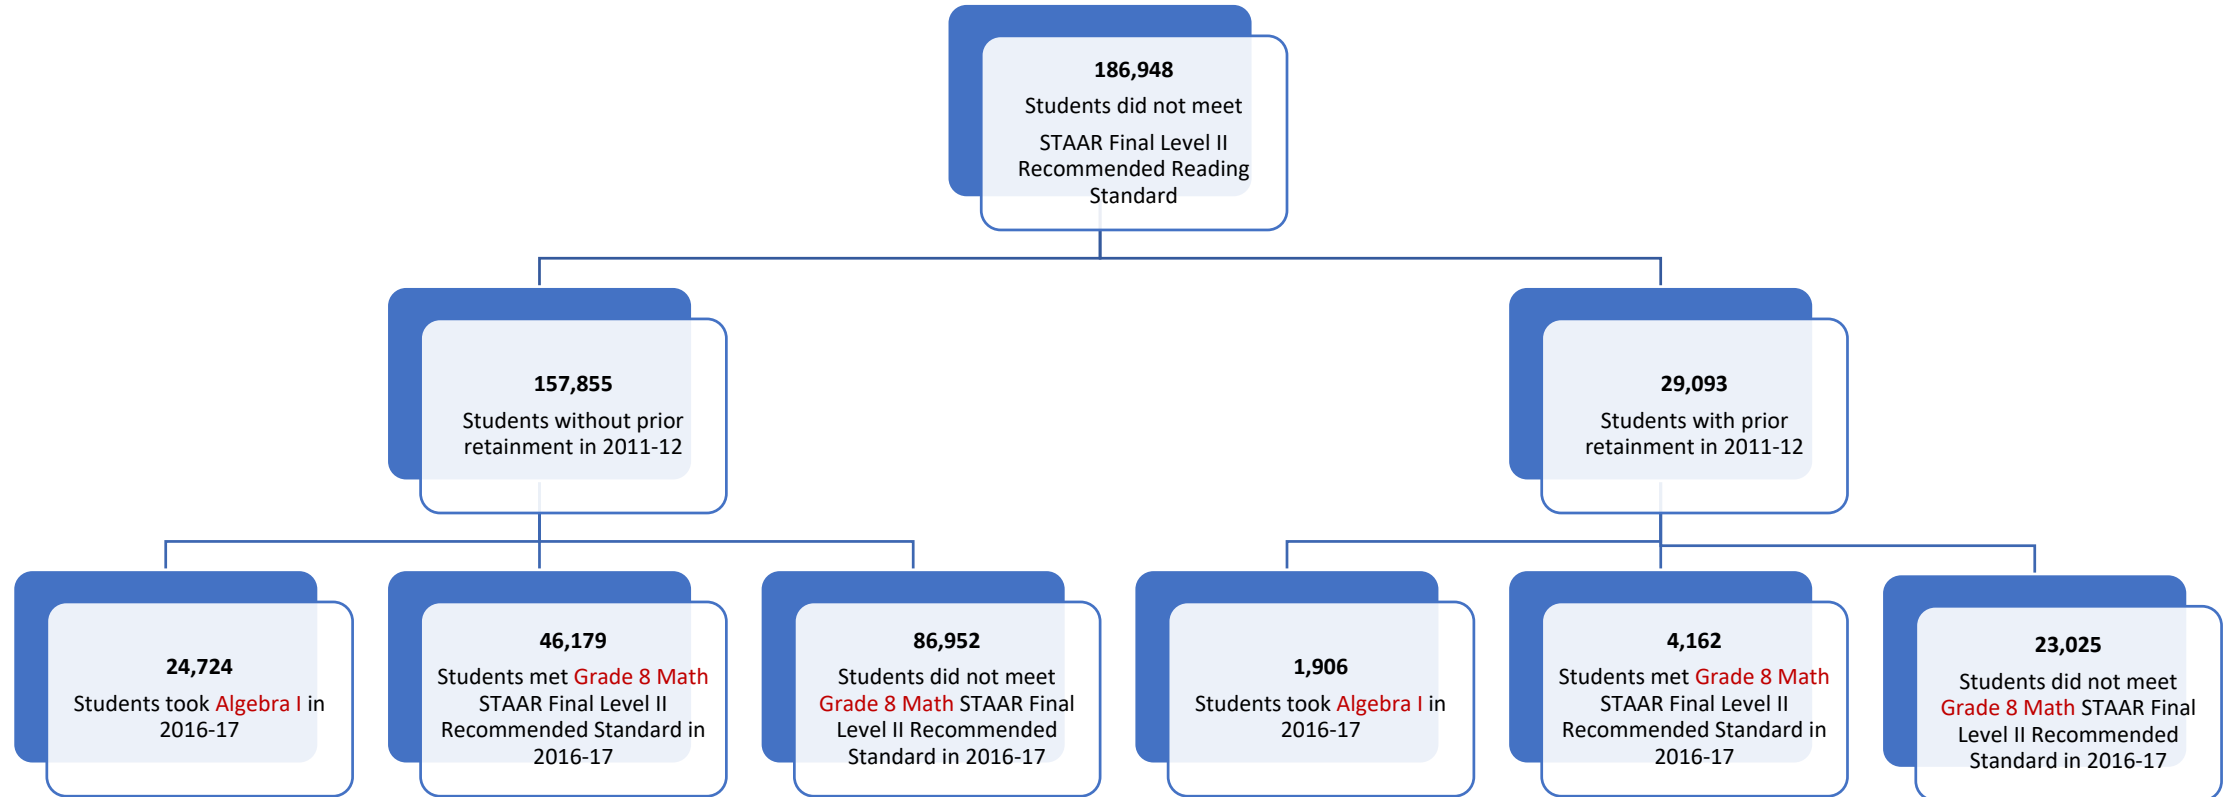 186,948
Students did not meet
STAAR Final Level II
Recommended Reading
Standard
157,855
Students without prior
retainment in 2011-12
29,093
Students with prior
retainment in 2011-12
24,724
Students took Algebra I in
2016-17
46,179
Students met Grade 8 Math
STAAR Final Level II
Recommended Standard in
2016-17
86,952
Students did not meet
Grade 8 Math STAAR Final
Level II Recommended
Standard in 2016-17
1,906
Students took Algebra I in
2016-17
4,162
Students met Grade 8 Math
STAAR Final Level II
Recommended Standard in
2016-17
23,025
Students did not meet
Grade 8 Math STAAR Final
Level II Recommended
Standard in 2016-17